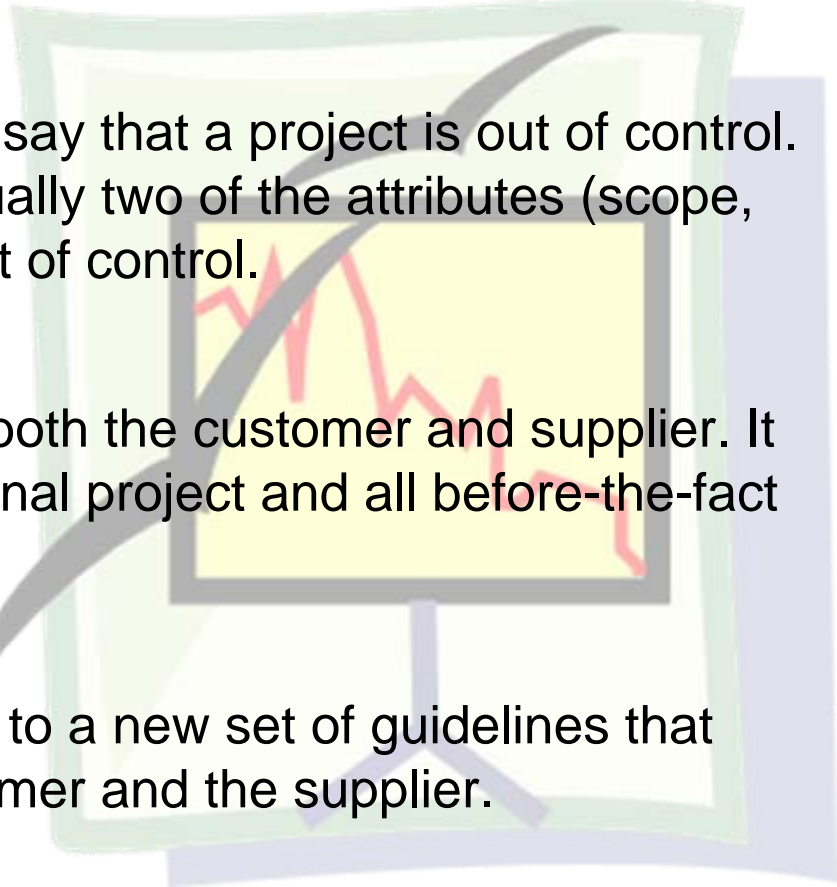 say that a project is out of control.
ually two of the attributes (scope,
t of control.
both the customer and supplier. It
nal project and all before-the-fact
to a new set of guidelines that
mer and the supplier.